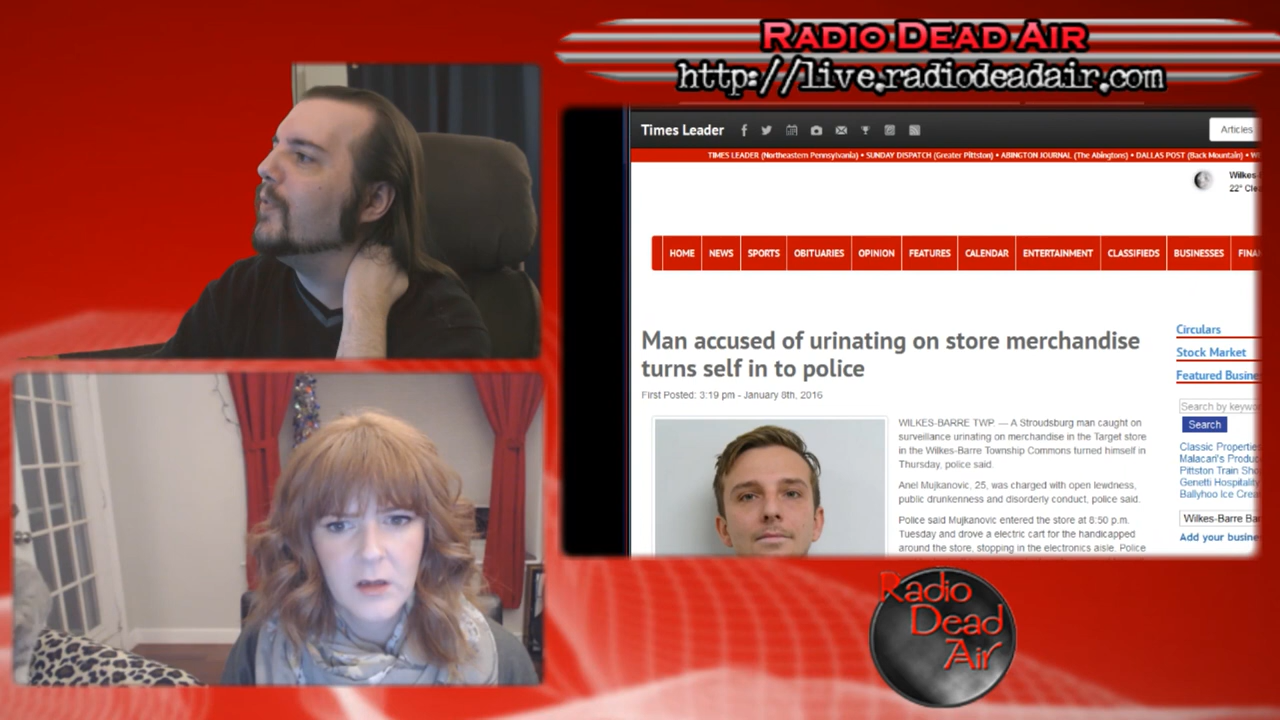 RADIO DEAD AIR
http://live.radiodeadair.com
Times Leader
Articles
TIMES LEADER (Northeastern Pennsylvania) • SUNDAY DISPATCH (Greater Pittston) • ABINGTON JOURNAL (The Abingtons) • DALLAS POST (Back Mountain) •
Wilkes-
22° Cle
HOME NEWS SPORTS OBITUARIES OPINION FEATURES CALENDAR ENTERTAINMENT CLASSIFIEDS BUSINESSES FINA
Man accused of urinating on store merchandise
turns self in to police
First Posted: 3:19 pm - January 8th, 2016
WILKES-BARRE TWP. — A Stroudsburg man caught on
surveillance urinating on merchandise in the Target store
in the Wilkes-Barre Township Commons turned himself in
Thursday, police said.
Anel Mujkanovic, 25, was charged with open lewdness,
public drunkenness and disorderly conduct, police said.
Police said Mujkanovic entered the store at 8:50 p.m.
Tuesday and drove a electric cart for the handicapped
around the store, stopping in the electronics aisle. Police
Circulars
Stock Market
Featured Busine
Search by keywo
Search
Classic Propertie
Malacari's Produc
Pittston Train Sho
Genetti Hospitality
Ballyhoo Ice Crea
Wilkes-Barre Ba
Add your busine
Radio
Dead
Air